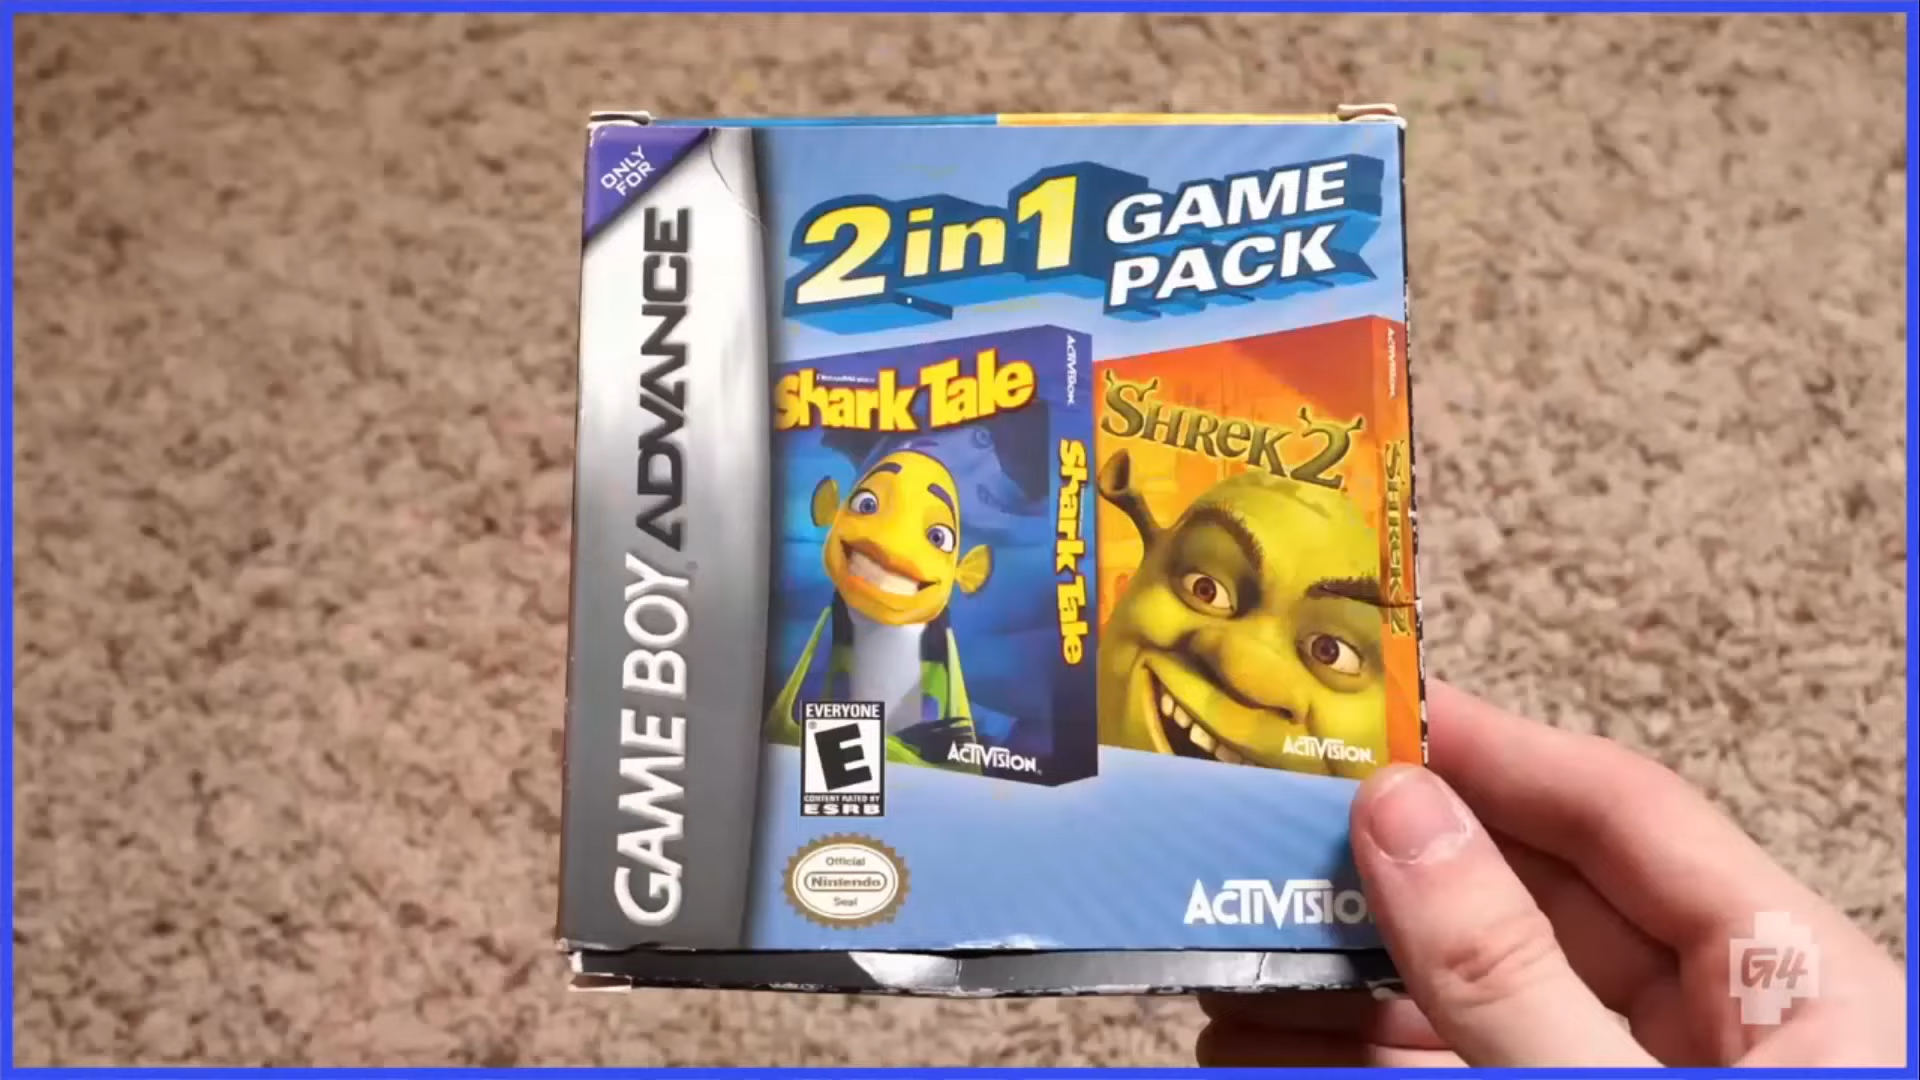 ONLY
FOR
GAME BOY ADVANCE
2 in 1 GAME
PACK
Shark Tale
ACTIVISION
Shark Tale
ACTIVISION
SHREK 2
ACTIVISION
SHREK 2
ACTIVISION
EVERYONE
E
CONTENT RATED BY
ESRB
Official
Nintendo
Seal
ACTIVISIO
G4